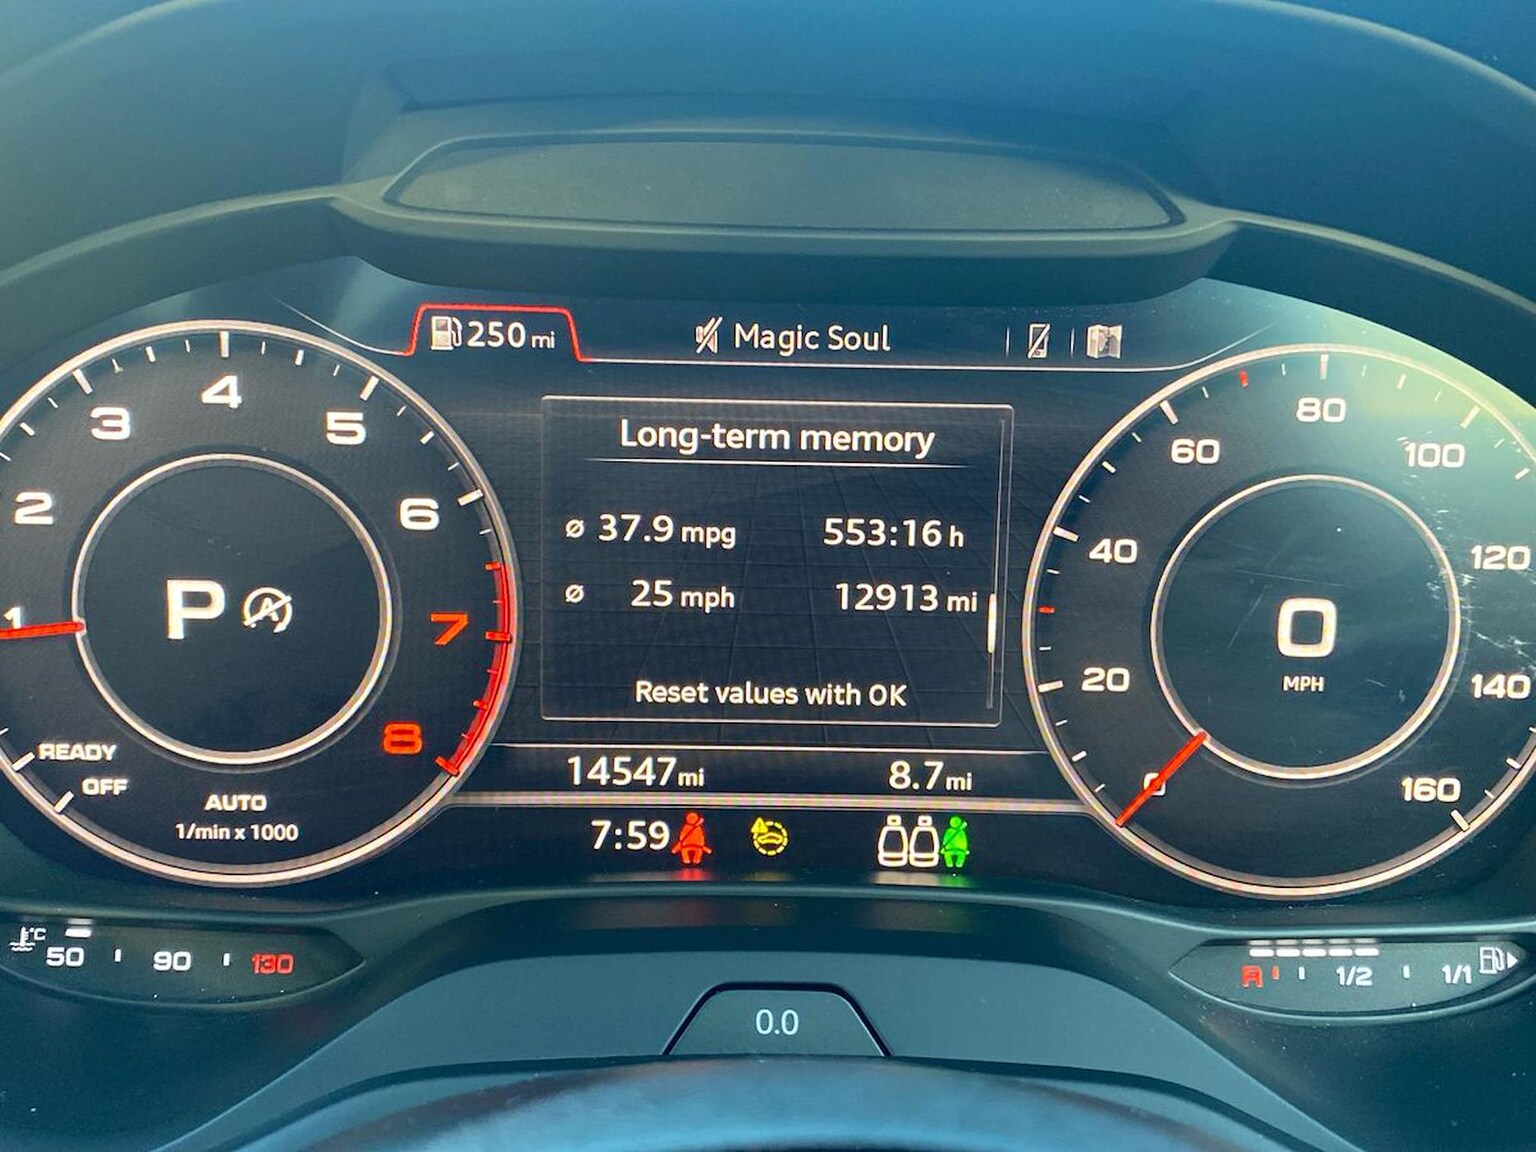 250 mi
Magic Soul
Long-term memory
ø 37.9 mpg 553:16 h
ø 25 mph 12913 mi
Reset values with OK
14547 mi 8.7 mi
7:59
1
2
3
4
5
6
7
8
P A
READY
OFF
AUTO
1/min x 1000
0
20
40
60
80
100
120
140
160
0
MPH
°C
50 90 130
R 1/2 1/1
0.0